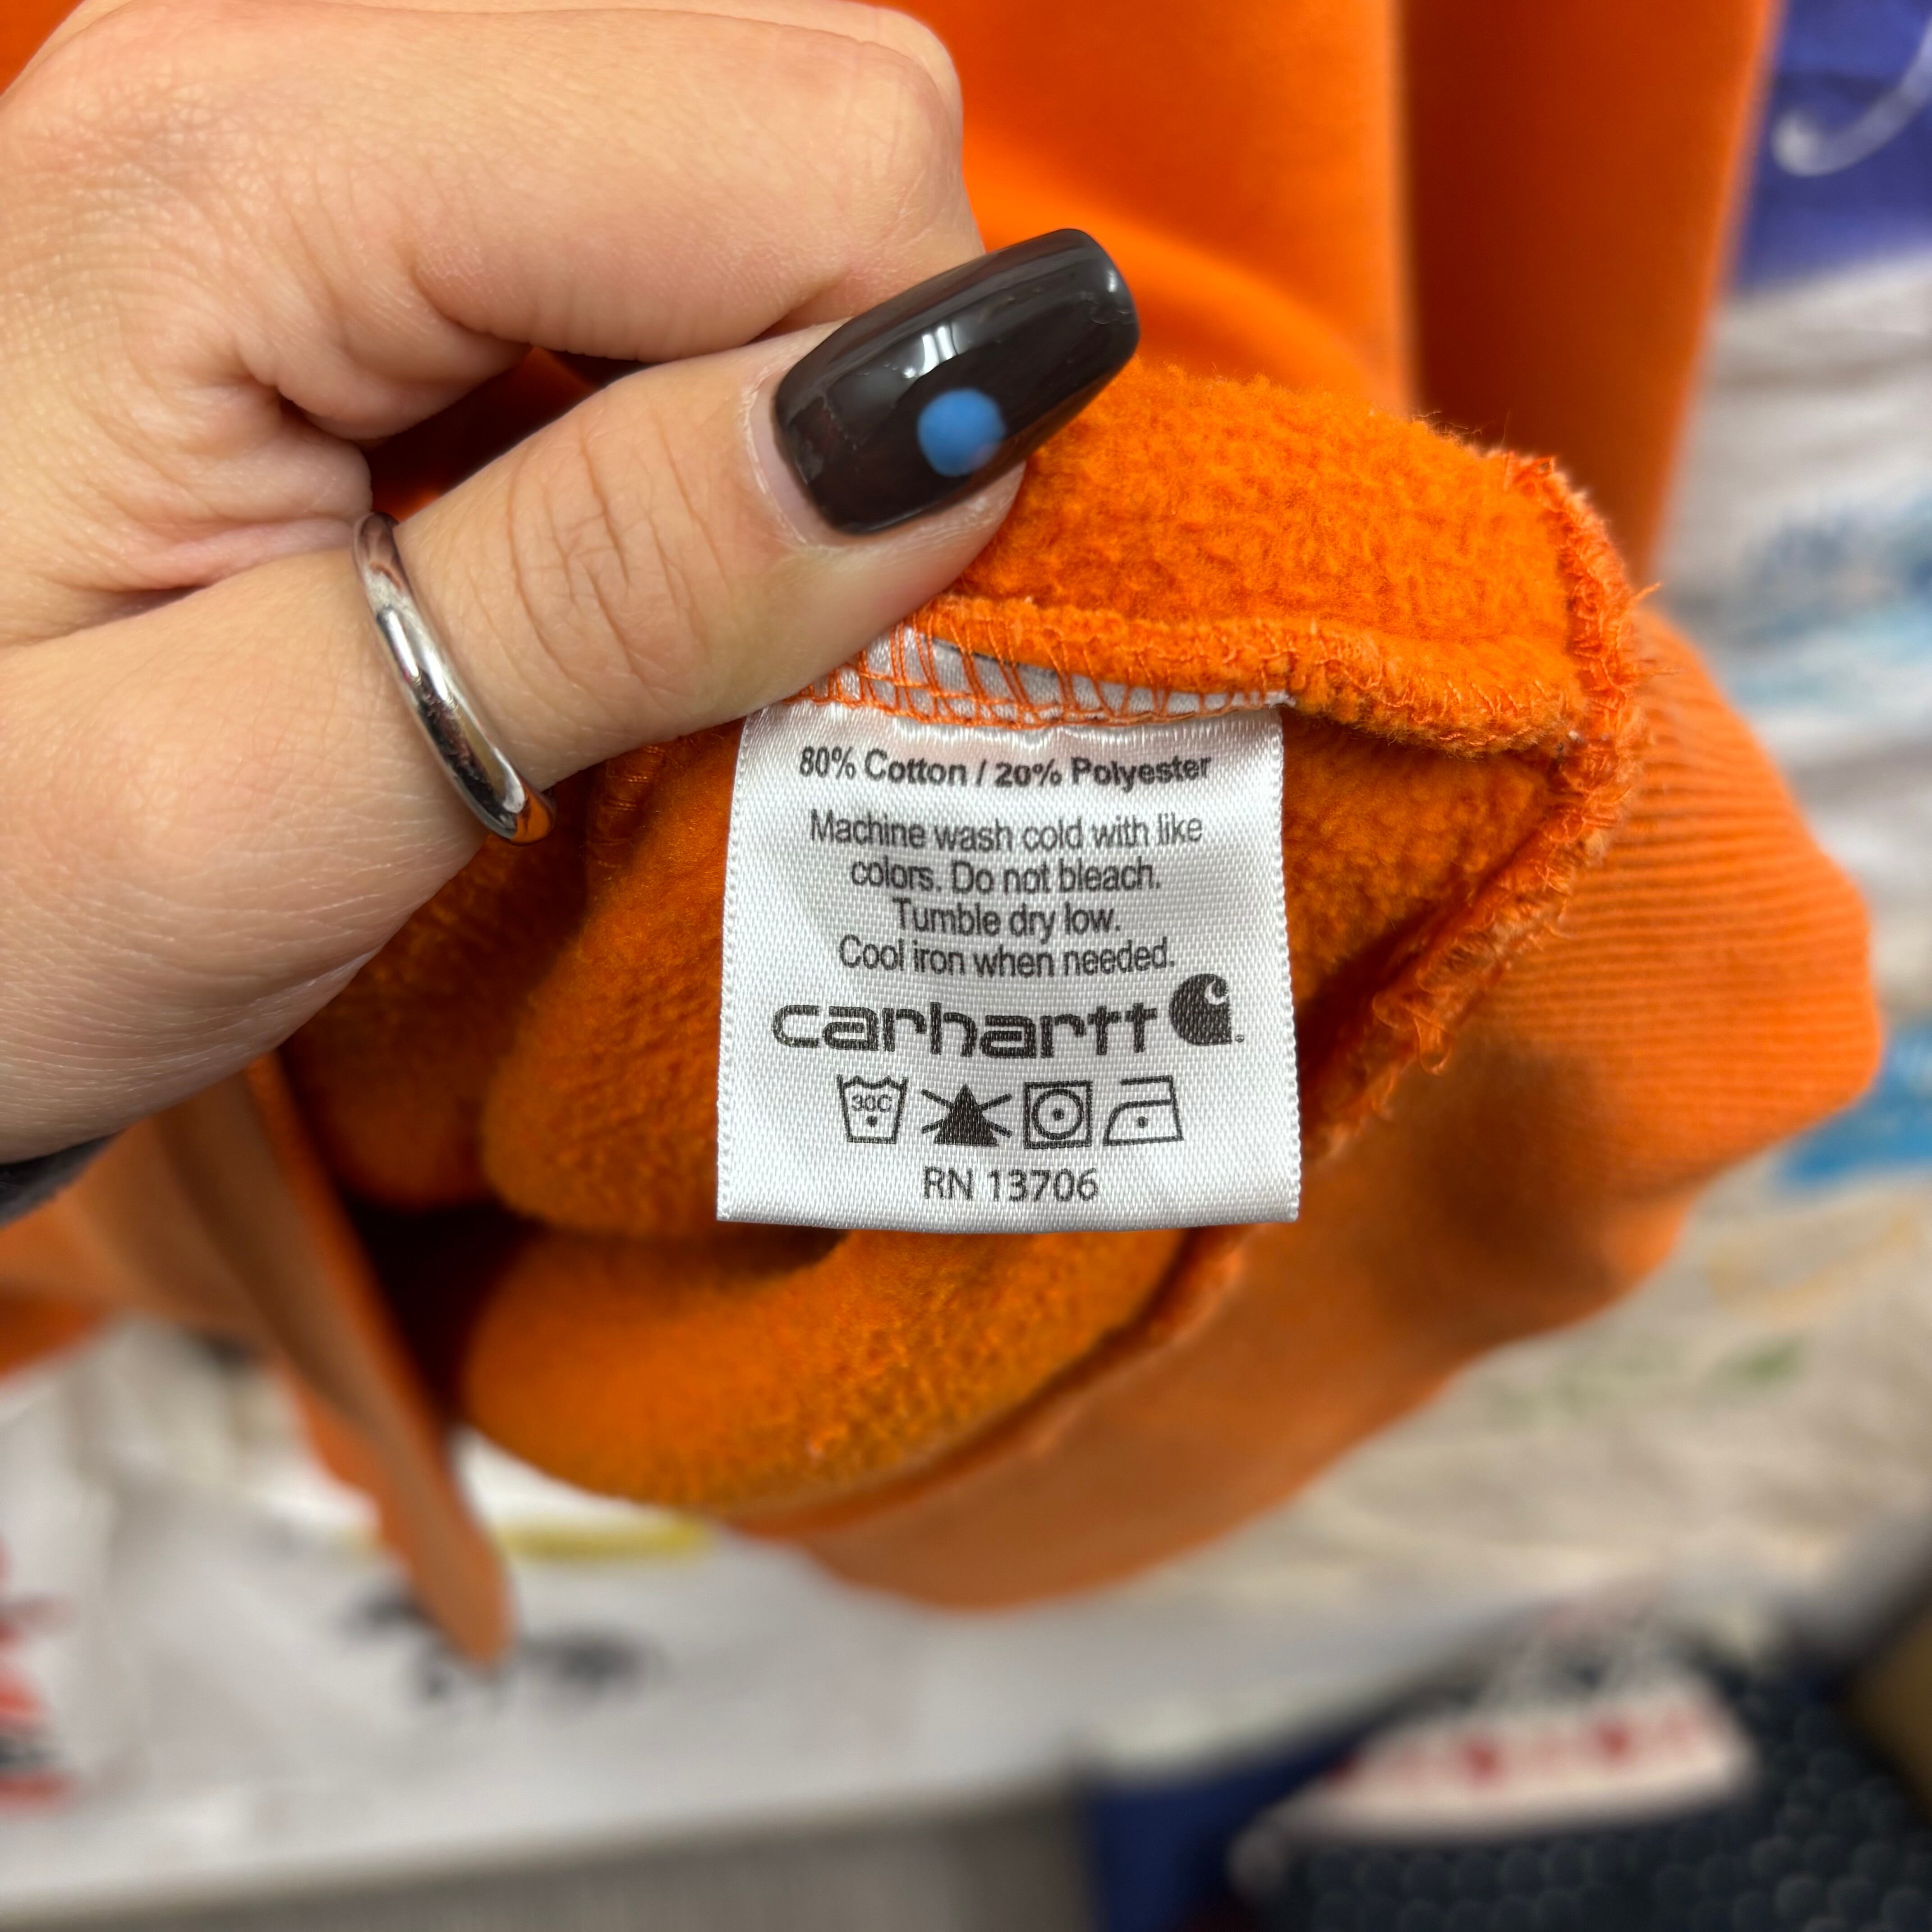 80% Cotton / 20% Polyester
Machine wash cold with like
colors. Do not bleach.
Tumble dry low.
Cool iron when needed.
carhartt
30C
RN 13706